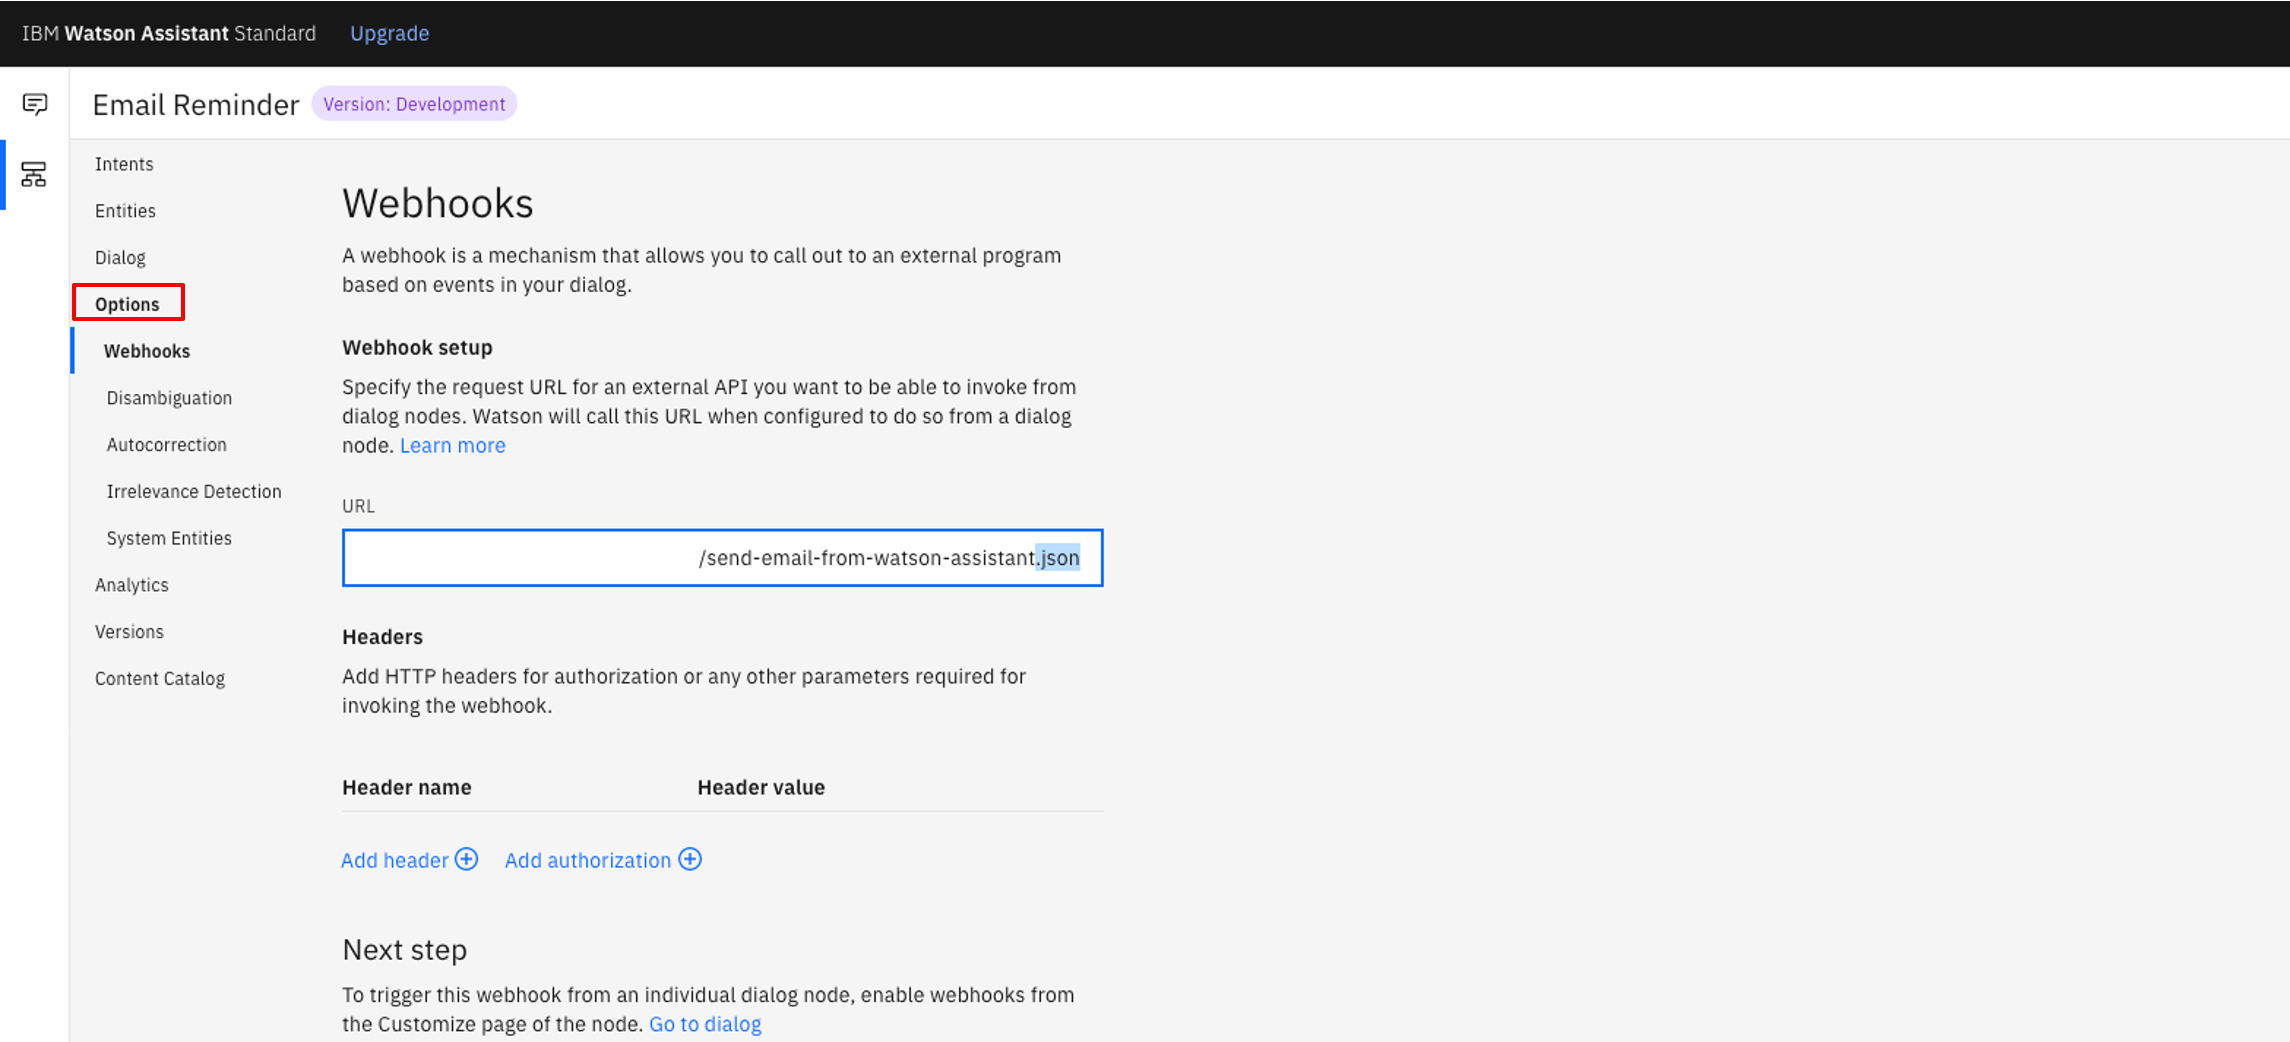 IBM Watson Assistant Standard Upgrade
Email Reminder Version: Development
Intents
Entities
Dialog
Options
Webhooks
Disambiguation
Autocorrection
Irrelevance Detection
System Entities
Analytics
Versions
Content Catalog
Webhooks
A webhook is a mechanism that allows you to call out to an external program
based on events in your dialog.
Webhook setup
Specify the request URL for an external API you want to be able to invoke from
dialog nodes. Watson will call this URL when configured to do so from a dialog
node. Learn more
URL
/send-email-from-watson-assistant.json
Headers
Add HTTP headers for authorization or any other parameters required for
invoking the webhook.
Header name Header value
Add header Add authorization
Next step
To trigger this webhook from an individual dialog node, enable webhooks from
the Customize page of the node. Go to dialog